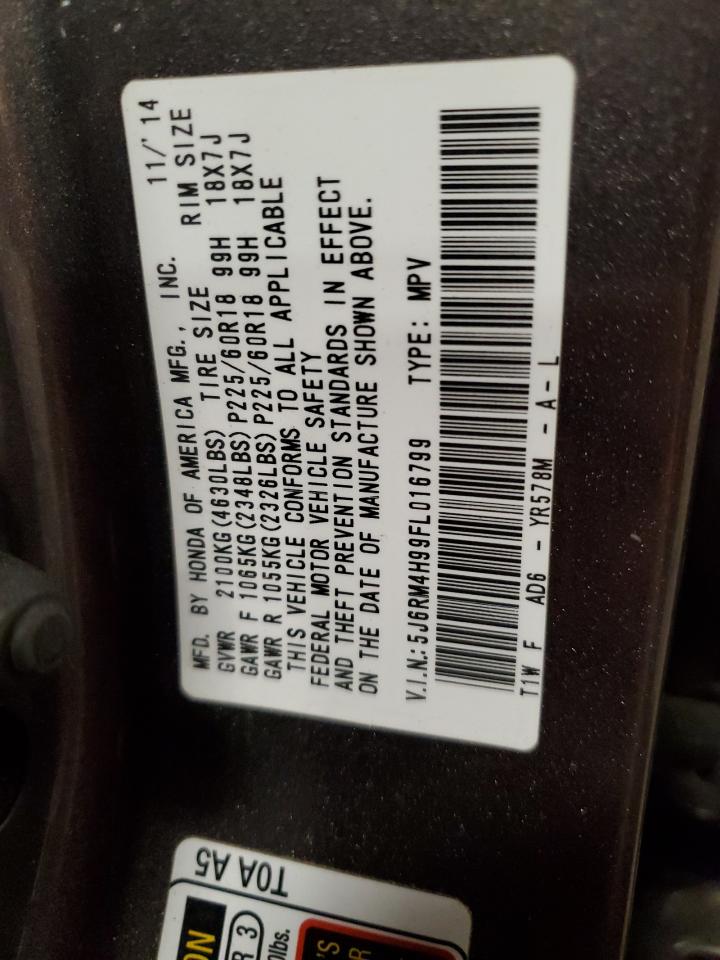 MFD. BY HONDA OF AMERICA MFG., INC. 11/'14
GVWR 2100KG(4630LBS) TIRE SIZE RIM SIZE
GAWR F 1065KG(2348LBS) P225/60R18 99H 18X7J
GAWR R 1055KG(2326LBS) P225/60R18 99H 18X7J
THIS VEHICLE CONFORMS TO ALL APPLICABLE
FEDERAL MOTOR VEHICLE SAFETY
AND THEFT PREVENTION STANDARDS IN EFFECT
ON THE DATE OF MANUFACTURE SHOWN ABOVE.
V.I.N.: 5J6RM4H99FL016799 TYPE: MPV
T1W F AD6 - YR578M - A - L
T0A A5
ON
R 3
0lbs.
'S
R